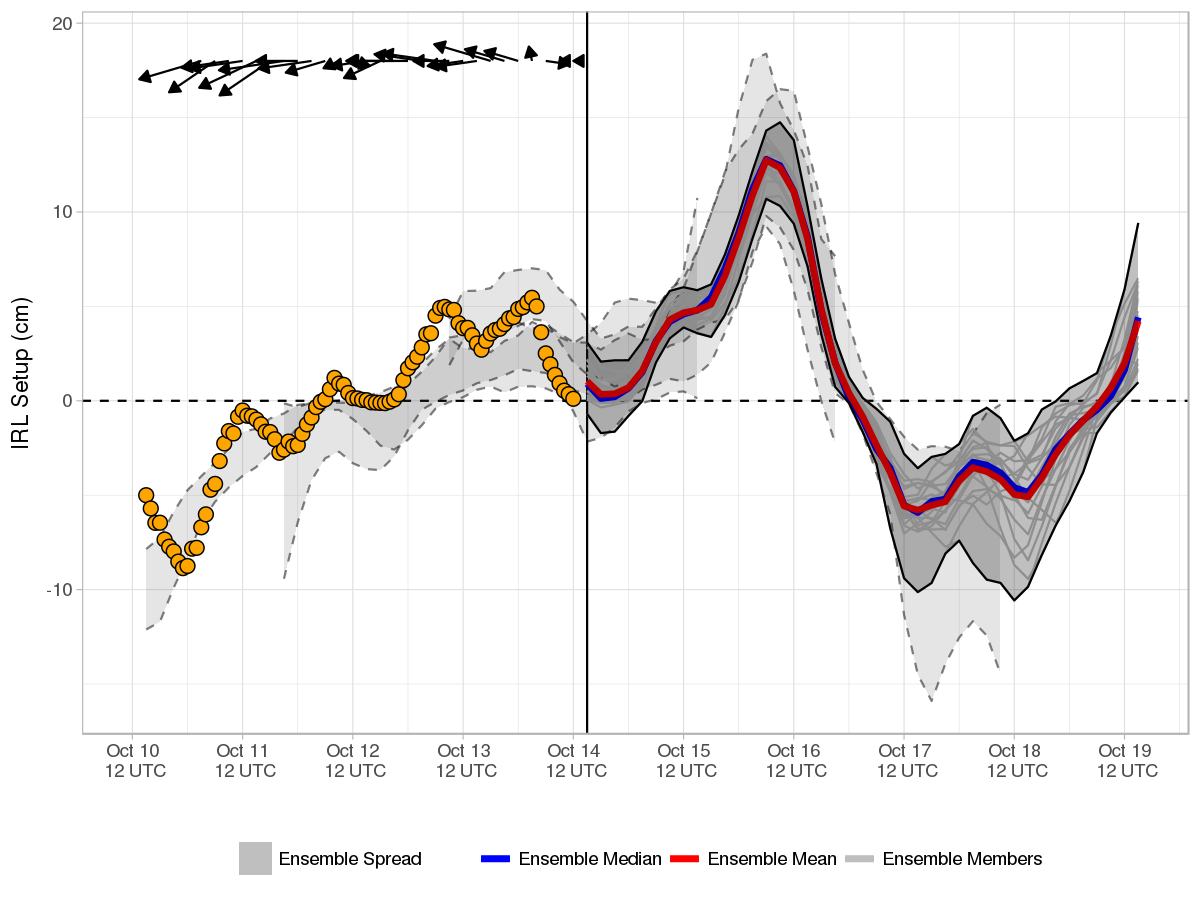 20
10
0
-10
IRL Setup (cm)
Oct 10 Oct 11 Oct 12 Oct 13 Oct 14 Oct 15 Oct 16 Oct 17 Oct 18 Oct 19
12 UTC 12 UTC 12 UTC 12 UTC 12 UTC 12 UTC 12 UTC 12 UTC 12 UTC 12 UTC
Ensemble Spread Ensemble Median Ensemble Mean Ensemble Members